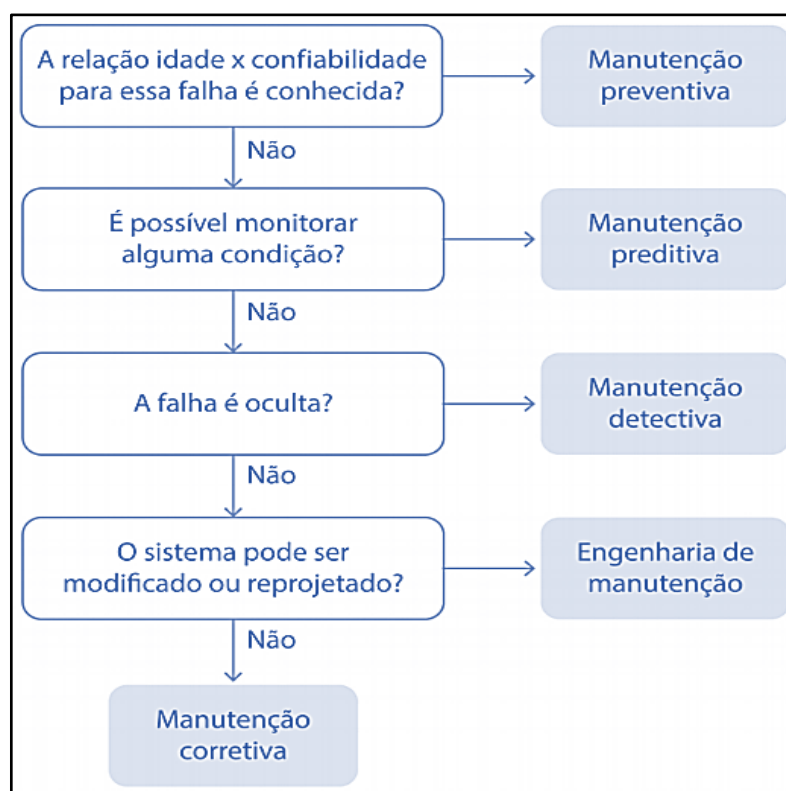 A relação idade x confiabilidade
para essa falha é conhecida?
Manutenção
preventiva
Não
É possível monitorar
alguma condição?
Manutenção
preditiva
Não
A falha é oculta?
Manutenção
detectiva
Não
O sistema pode ser
modificado ou reprojetado?
Engenharia de
manutenção
Não
Manutenção
corretiva